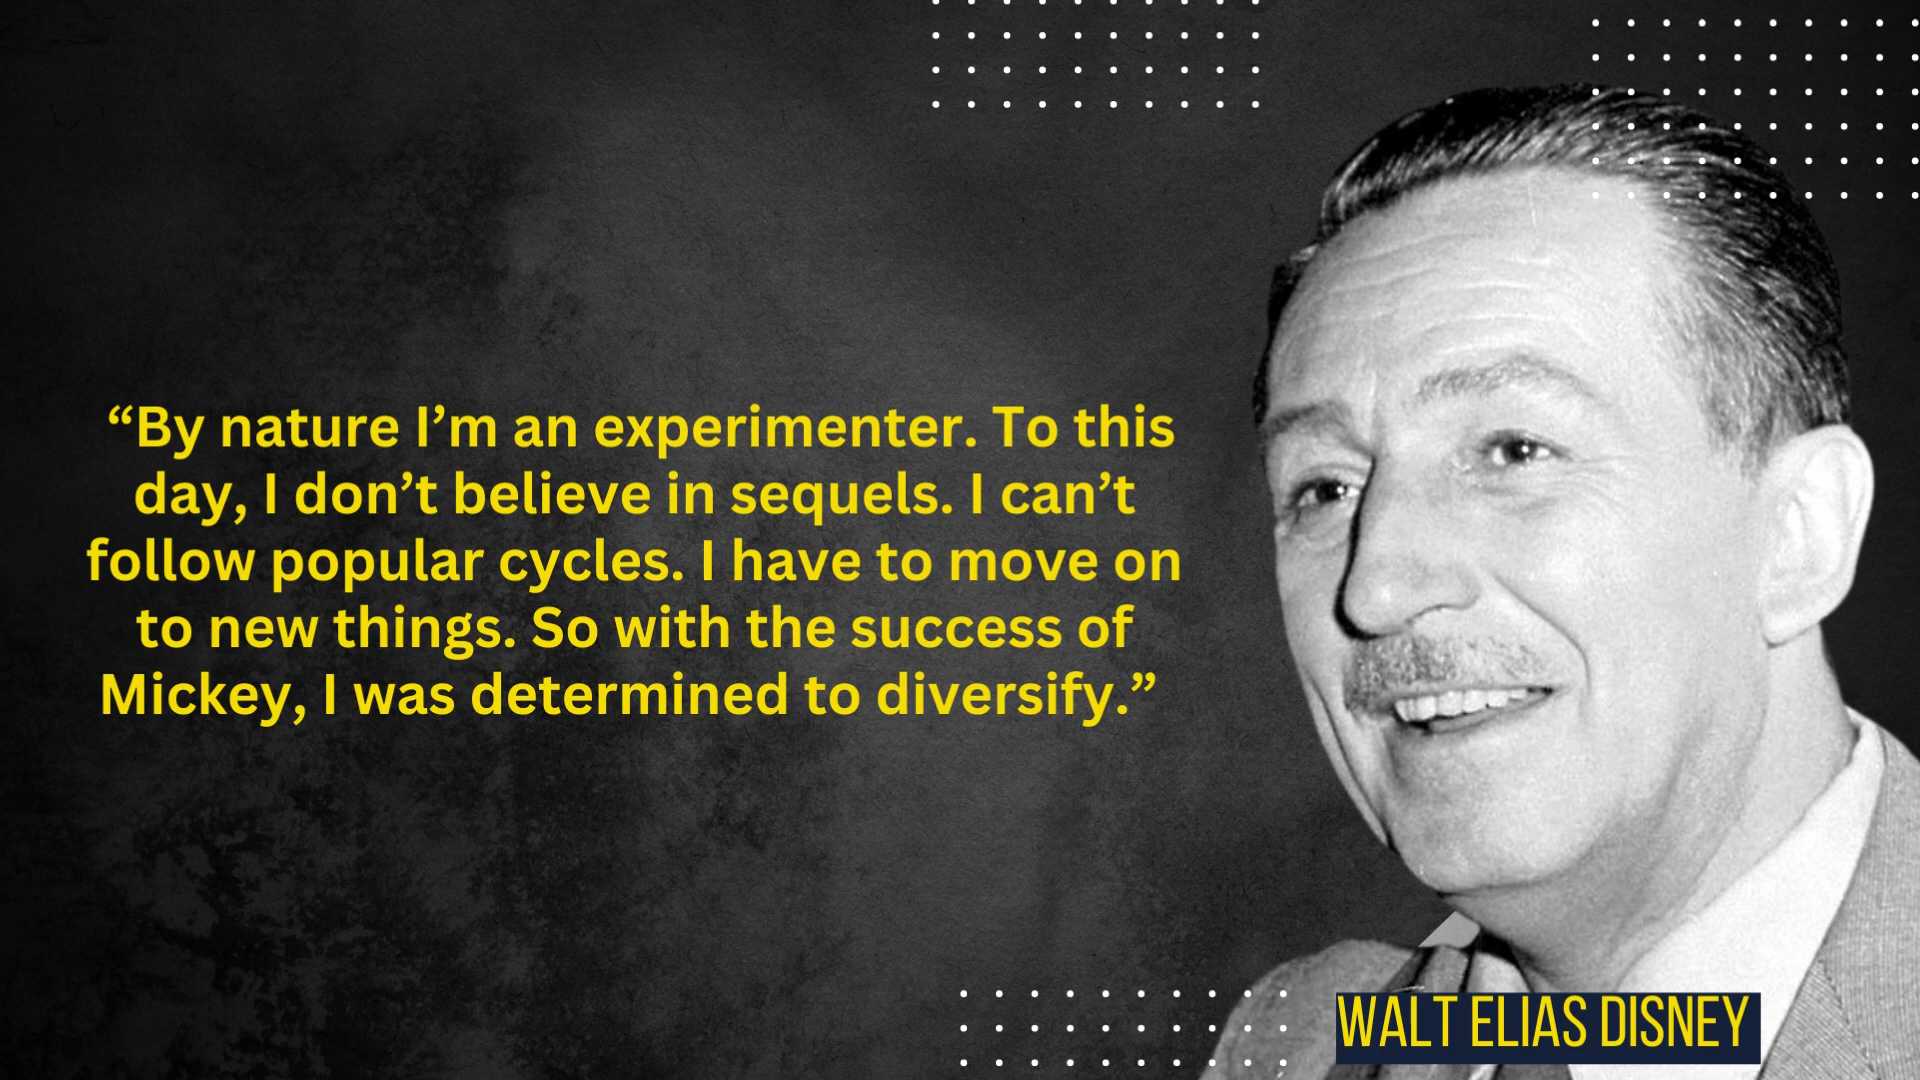 “By nature I’m an experimenter. To this
day, I don’t believe in sequels. I can’t
follow popular cycles. I have to move on
to new things. So with the success of
Mickey, I was determined to diversify.”
WALT ELIAS DISNEY